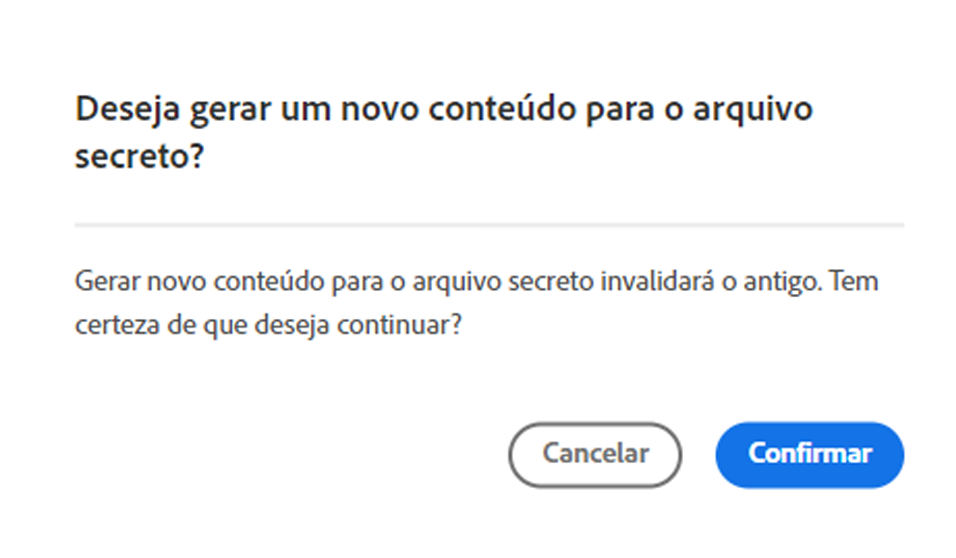 Deseja gerar um novo conteúdo para o arquivo
secreto?
Gerar novo conteúdo para o arquivo secreto invalidará o antigo. Tem
certeza de que deseja continuar?
Cancelar
Confirmar